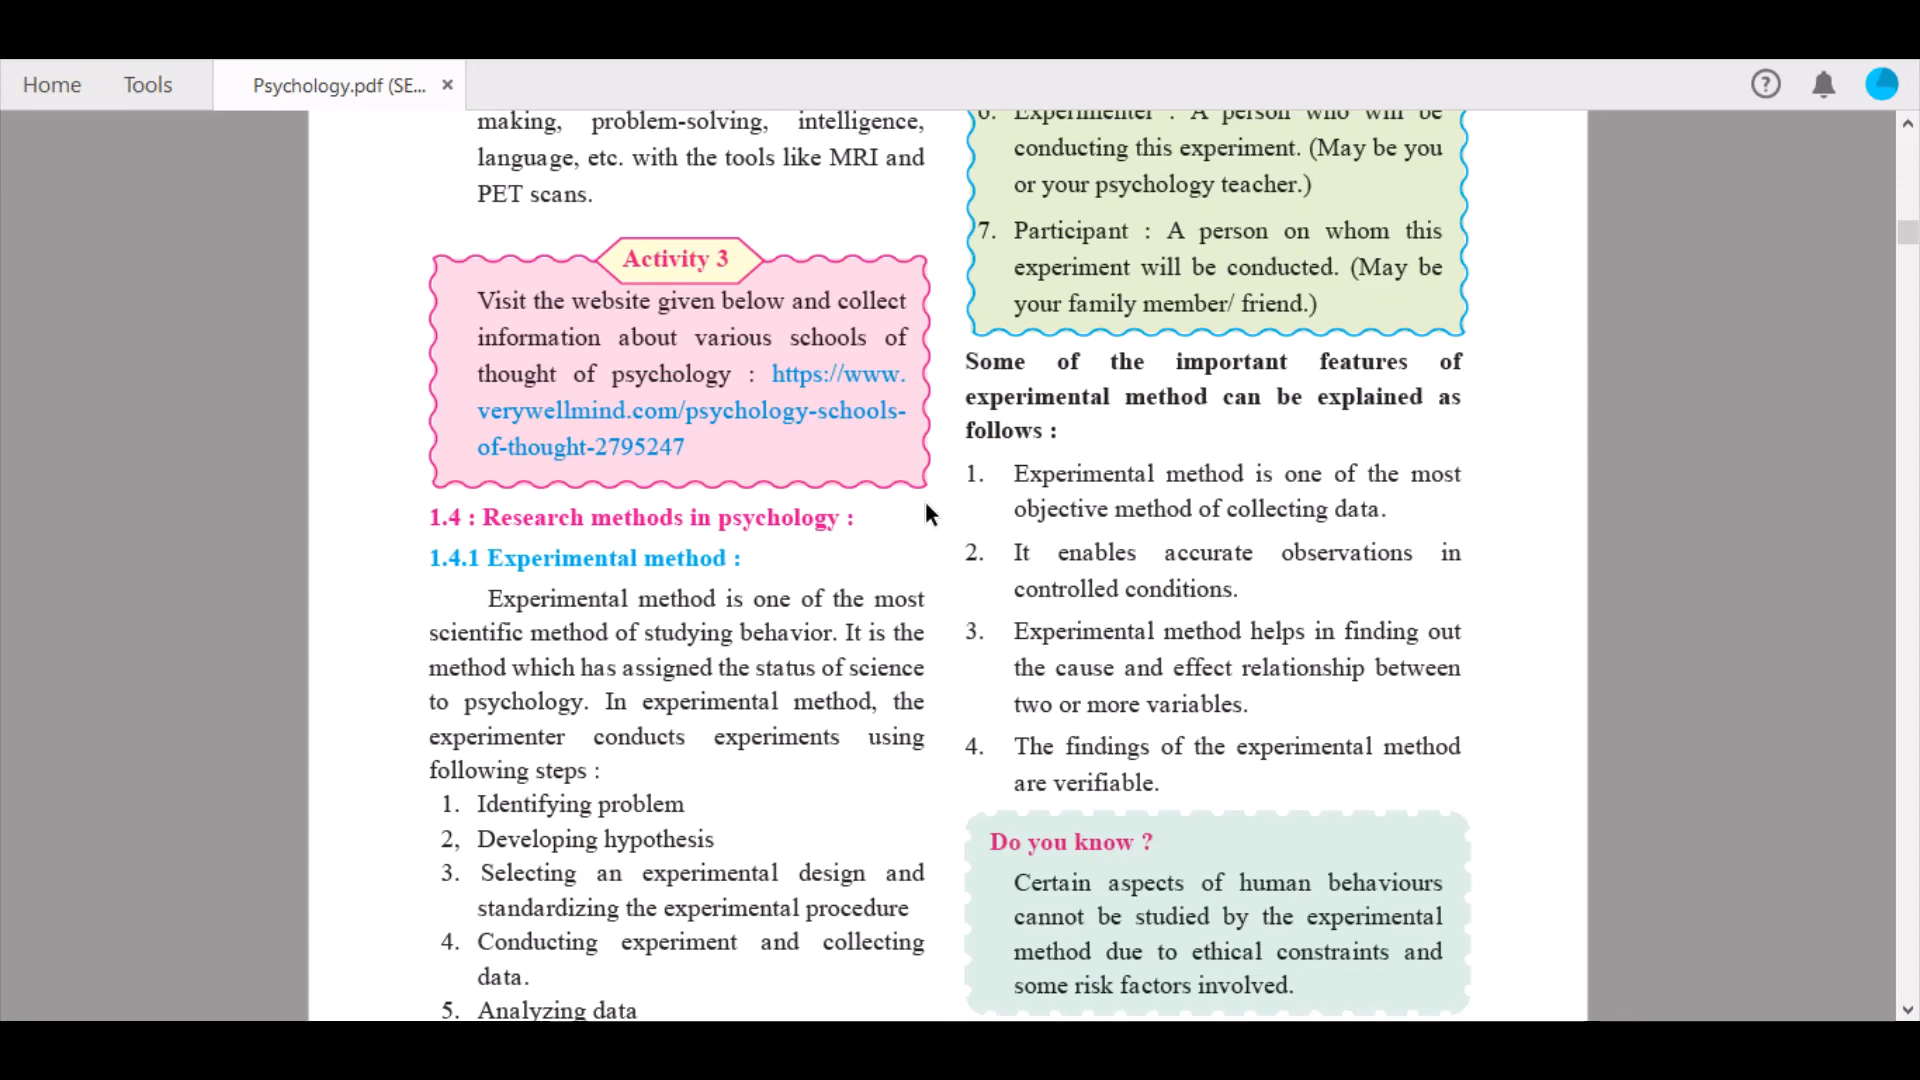 Home
Tools
Psychology.pdf (SE...
making, problem-solving, intelligence,
language, etc. with the tools like MRI and
PET scans.
Activity 3
Visit the website given below and collect
information about various schools of
thought of psychology : https://www.
verywellmind.com/psychology-schools-
of-thought-2795247
1.4 : Research methods in psychology :
1.4.1 Experimental method :
Experimental method is one of the most
scientific method of studying behavior. It is the
method which has assigned the status of science
to psychology. In experimental method, the
experimenter conducts experiments using
following steps :
1. Identifying problem
2, Developing hypothesis
3. Selecting an experimental design and
standardizing the experimental procedure
4. Conducting experiment and collecting
data.
5. Analyzing data
6. Experimenter : A person who will be
conducting this experiment. (May be you
or your psychology teacher.)
7. Participant : A person on whom this
experiment will be conducted. (May be
your family member/ friend.)
Some of the important features of
experimental method can be explained as
follows :
1. Experimental method is one of the most
objective method of collecting data.
2. It enables accurate observations in
controlled conditions.
3. Experimental method helps in finding out
the cause and effect relationship between
two or more variables.
4. The findings of the experimental method
are verifiable.
Do you know ?
Certain aspects of human behaviours
cannot be studied by the experimental
method due to ethical constraints and
some risk factors involved.